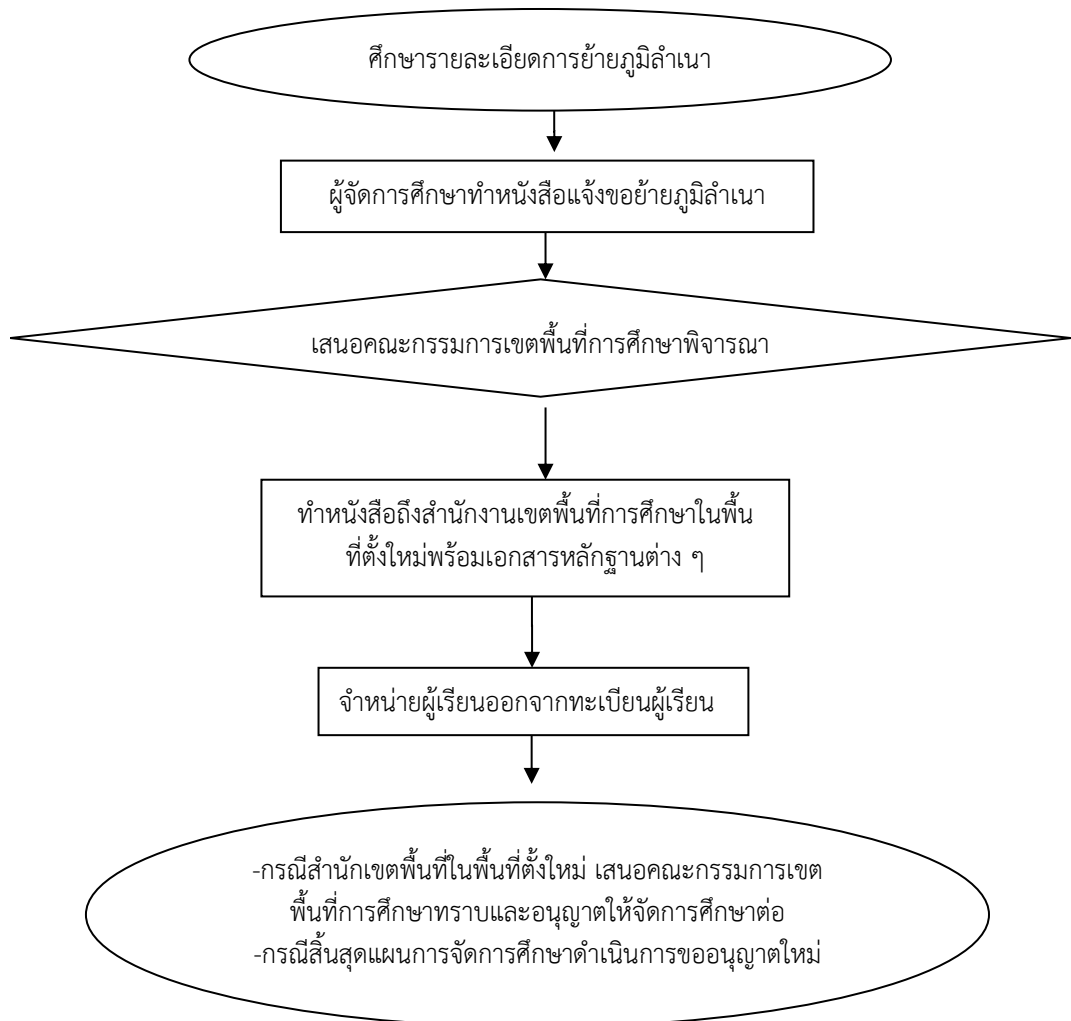 ศึกษารายละเอียดการย้ายภูมิลำเนา
ผู้จัดการศึกษาทำหนังสือแจ้งขอย้ายภูมิลำเนา
เสนอคณะกรรมการเขตพื้นที่การศึกษาพิจารณา
ทำหนังสือถึงสำนักงานเขตพื้นที่การศึกษาในพื้น
ที่ตั้งใหม่พร้อมเอกสารหลักฐานต่าง ๆ
จำหน่ายผู้เรียนออกจากทะเบียนผู้เรียน
-กรณีสำนักเขตพื้นที่ในพื้นที่ตั้งใหม่ เสนอคณะกรรมการเขต
พื้นที่การศึกษาทราบและอนุญาตให้จัดการศึกษาต่อ
-กรณีสิ้นสุดแผนการจัดการศึกษาดำเนินการขออนุญาตใหม่